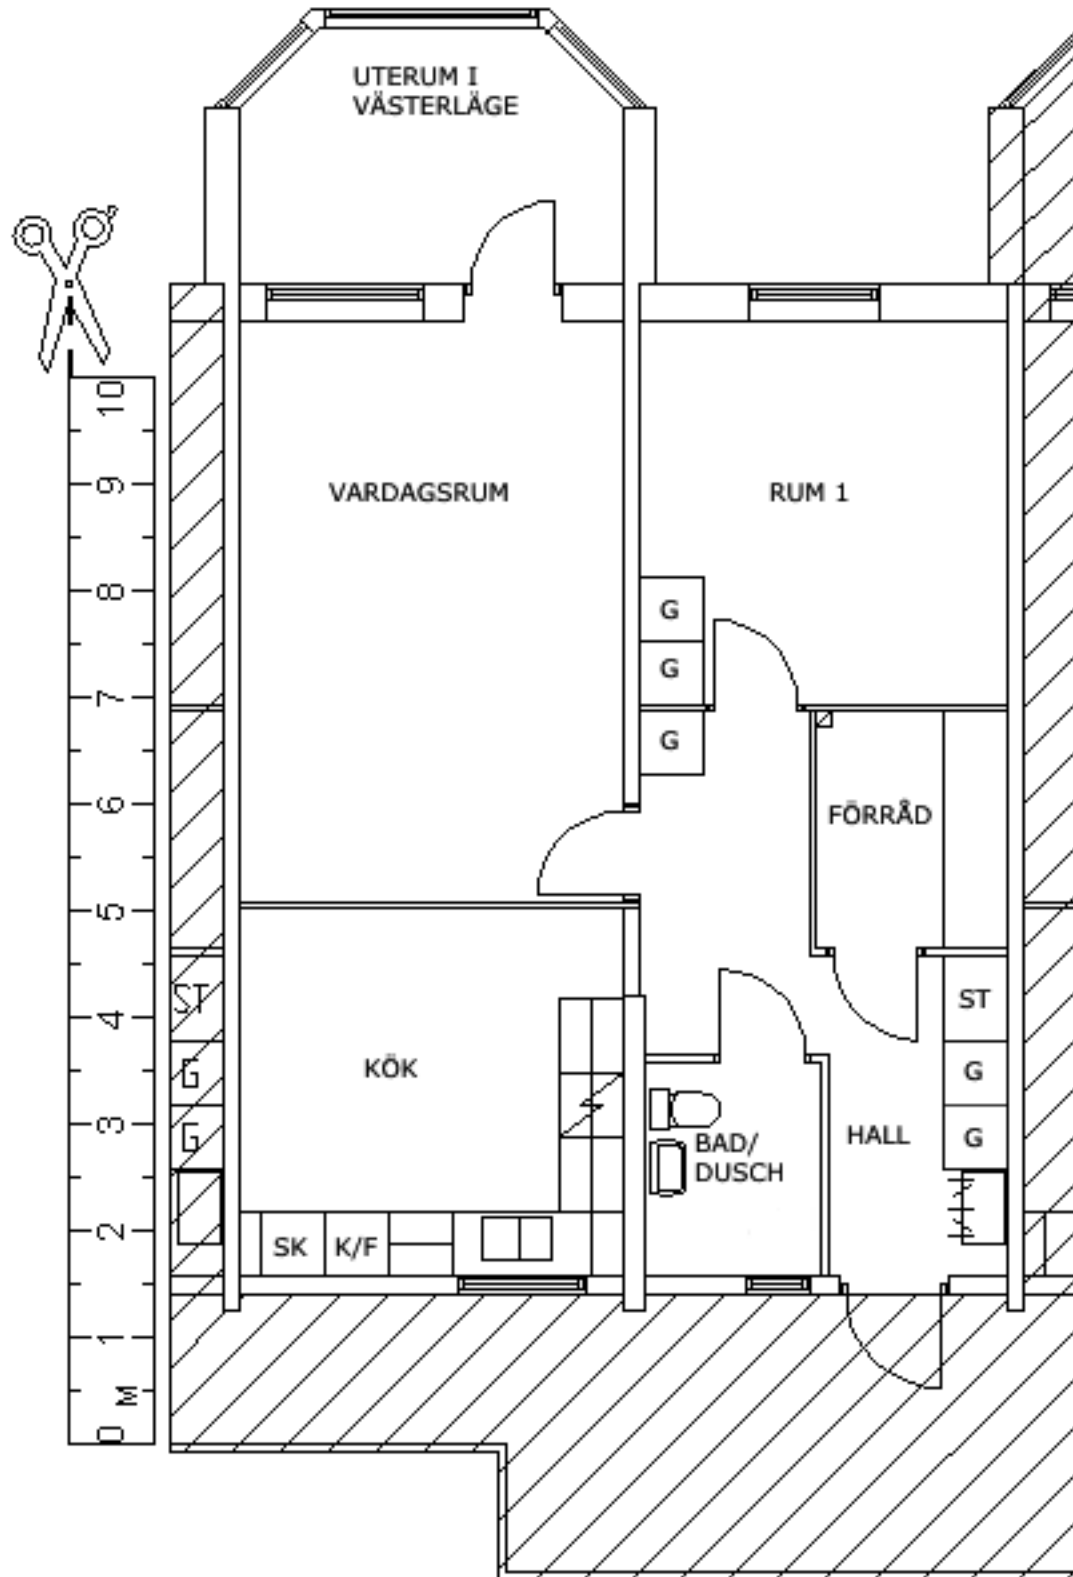 UTERUM I
VÄSTERLÄGE
VARDAGSRUM
RUM 1
G
G
G
FÖRRÅD
KÖK
ST
G
G
HALL
BAD/
DUSCH
SK
K/F
ST
G
G
10
9
8
7
6
5
4
3
2
1
M
0